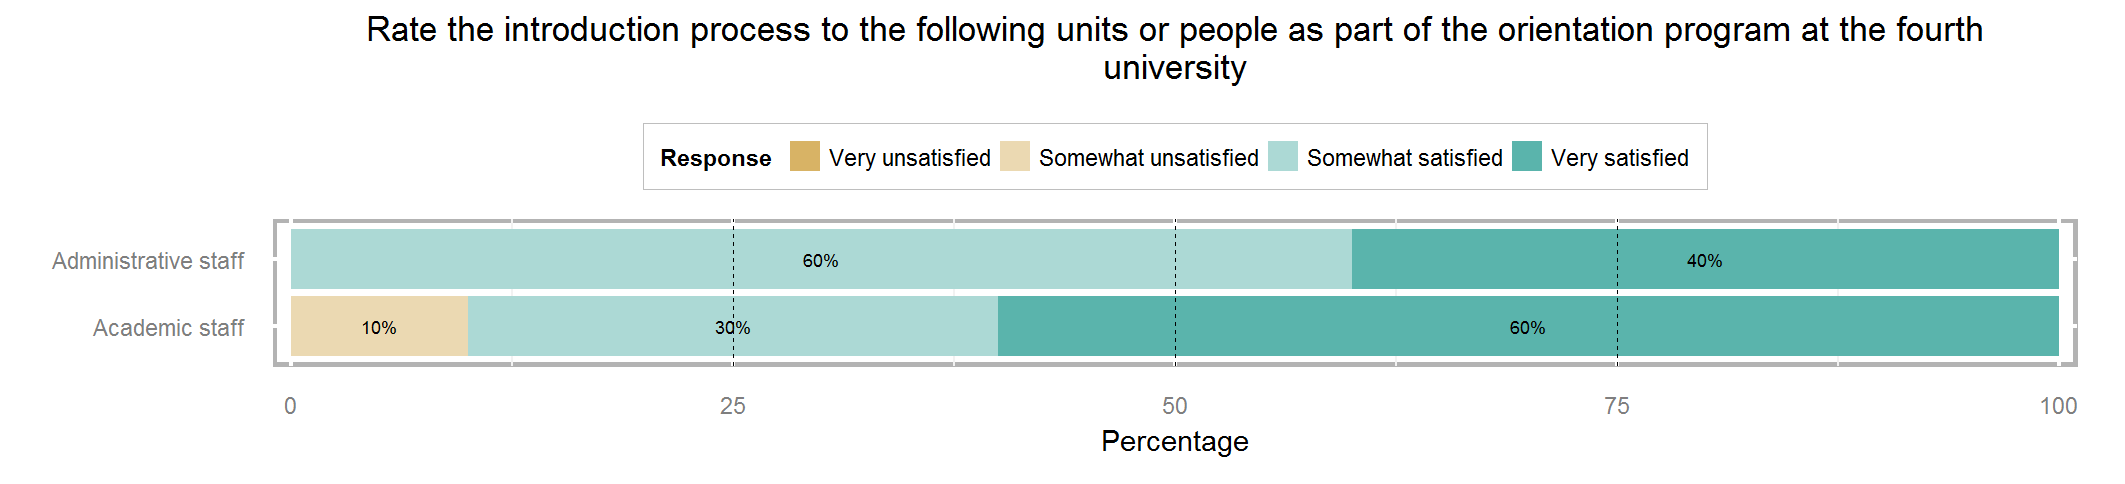 Rate the introduction process to the following units or people as part of the orientation program at the fourth
university
Response Very unsatisfied Somewhat unsatisfied Somewhat satisfied Very satisfied
Administrative staff 60% 40%
Academic staff 10% 30% 60%
0 25 50 75 100
Percentage